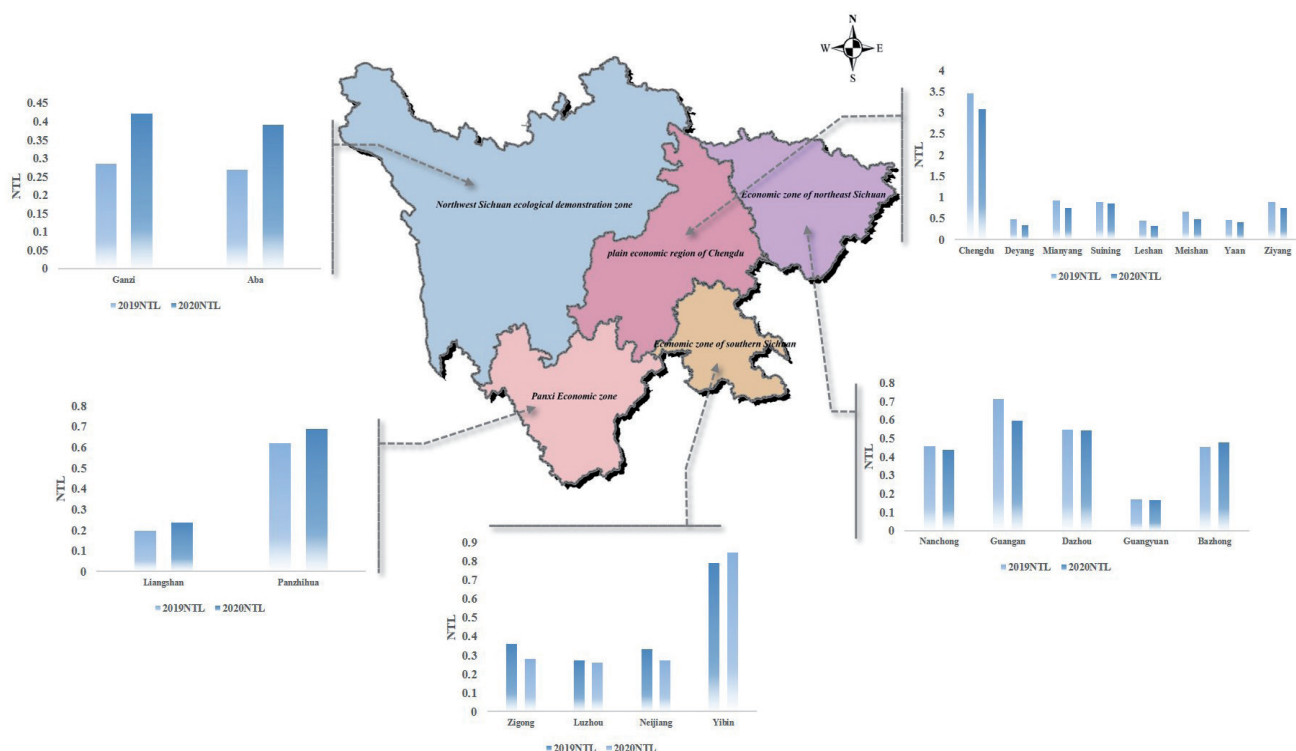 N
W
E
S
0.45
0.4
0.35
0.3
0.25
0.2
0.15
0.1
0.05
0
NTL
Ganzi
Aba
2019NTL
2020NTL
Northwest Sichuan ecological demonstration zone
Economic zone of northeast Sichuan
plain economic region of Chengdu
Economic zone of southern Sichuan
Panxi Economic zone
4
3.5
3
2.5
2
1.5
1
0.5
0
NTL
Chengdu
Deyang
Mianyang
Suining
Leshan
Meishan
Yaan
Ziyang
2019NTL
2020NTL
0.8
0.7
0.6
0.5
0.4
0.3
0.2
0.1
0
NTL
Liangshan
Panzhihua
2019NTL
2020NTL
0.8
0.7
0.6
0.5
0.4
0.3
0.2
0.1
0
NTL
Nanchong
Guangan
Dazhou
Guangyuan
Bazhong
2019NTL
2020NTL
0.9
0.8
0.7
0.6
0.5
0.4
0.3
0.2
0.1
0
NTL
Zigong
Luzhou
Neijiang
Yibin
2019NTL
2020NTL